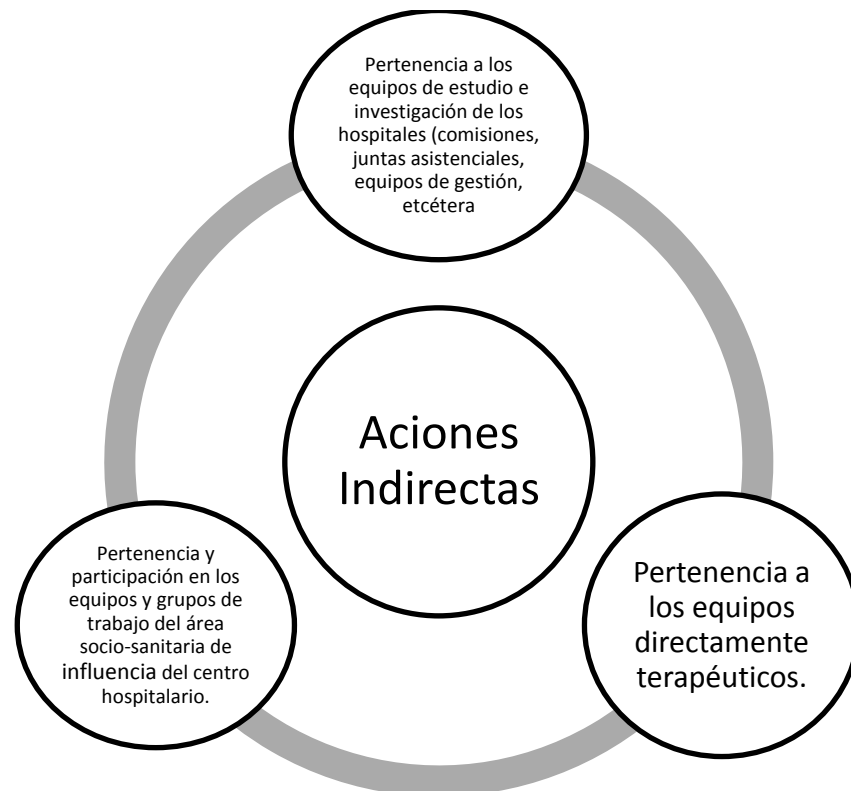 Pertenencia a los
equipos de estudio e
investigación de los
hospitales (comisiones,
juntas asistenciales,
equipos de gestión,
etcétera
Aciones
Indirectas
Pertenencia a
los equipos
directamente
terapéuticos.
Pertenencia y
participación en los
equipos y grupos de
trabajo del área
socio-sanitaria de
influencia del centro
hospitalario.